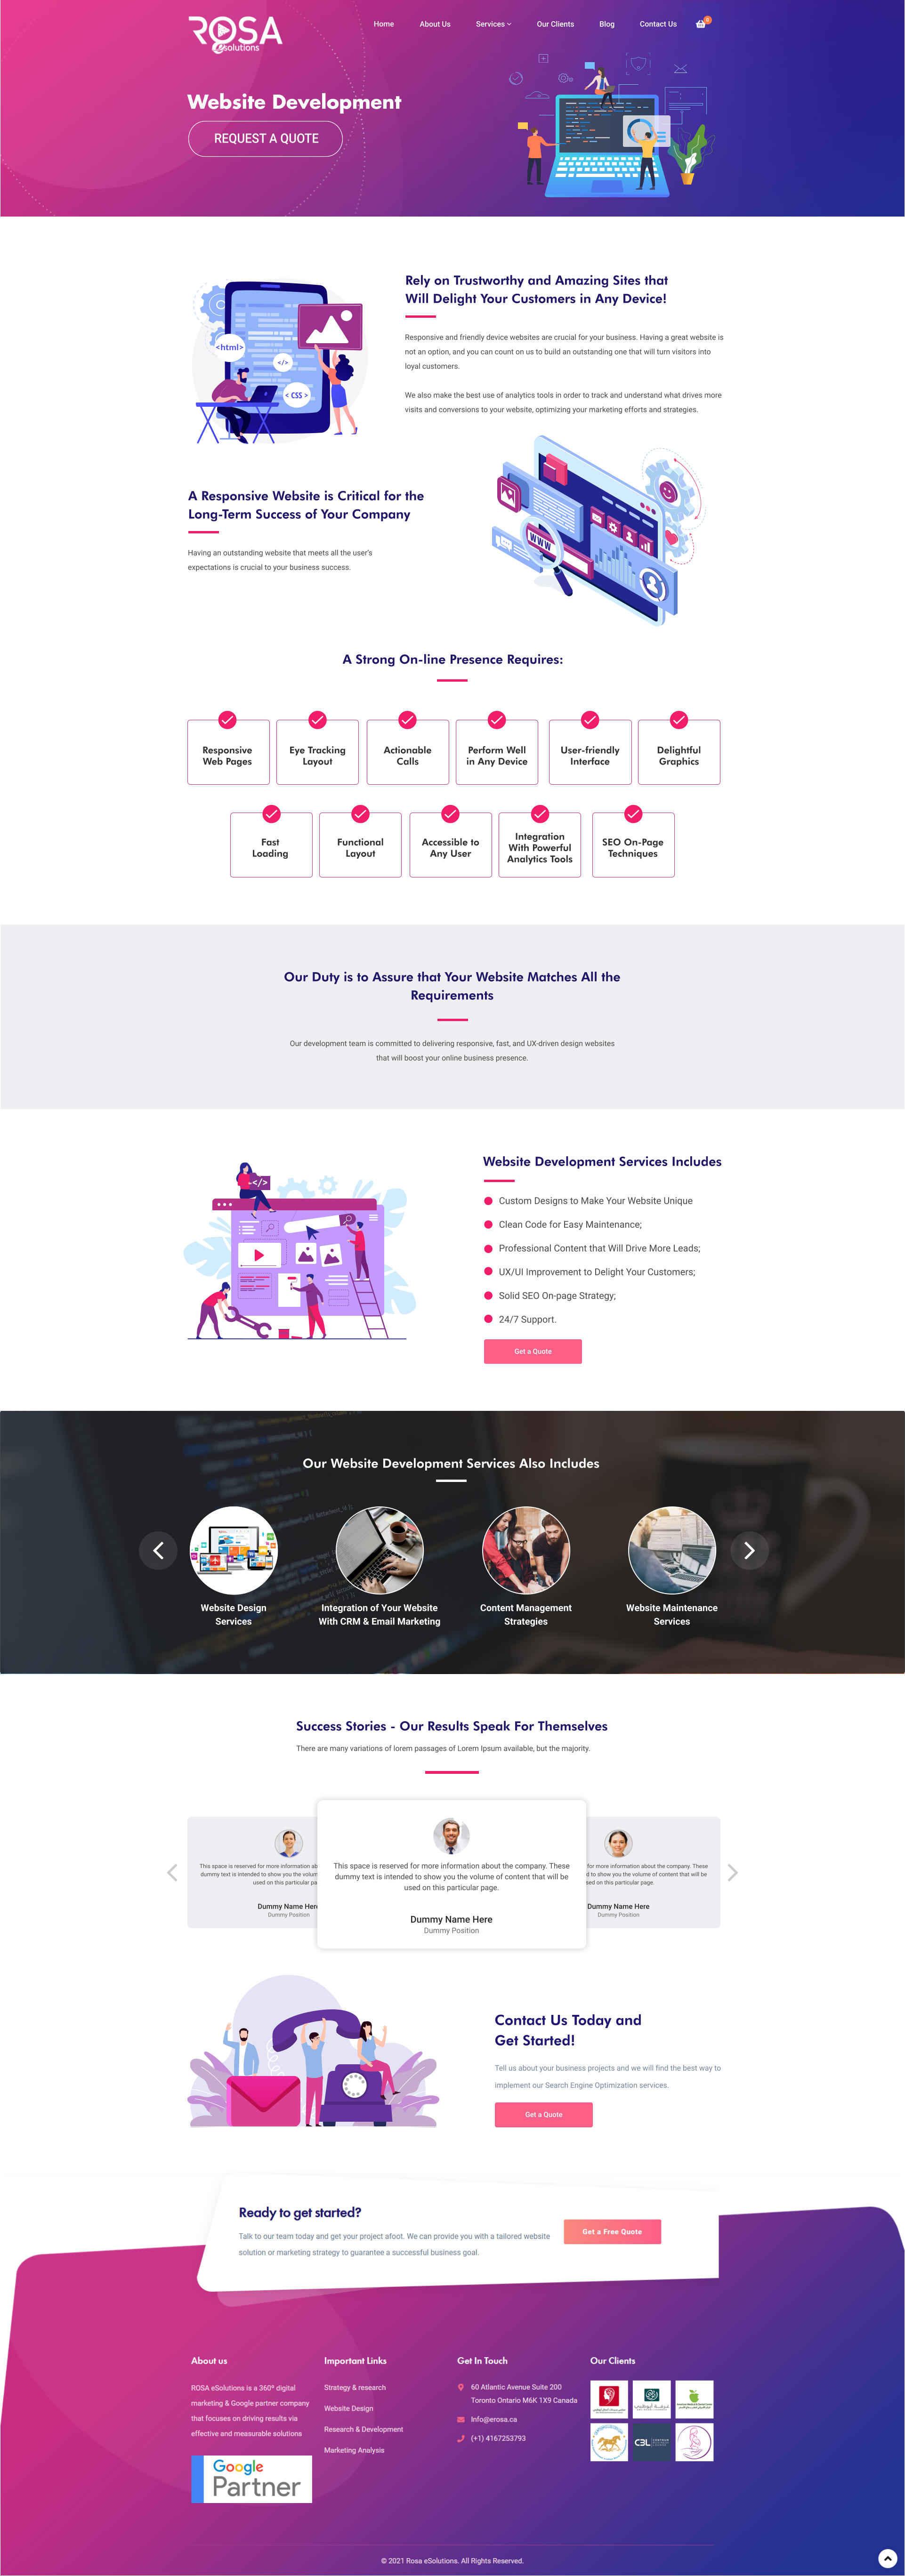 ROSA
esolutions
Home About Us Services Our Clients Blog Contact Us 0
Website Development
REQUEST A QUOTE
Rely on Trustworthy and Amazing Sites that
Will Delight Your Customers in Any Device!
<html>
</>
< CSS >
Responsive and friendly device websites are crucial for your business. Having a great website is
not an option, and you can count on us to build an outstanding one that will turn visitors into
loyal customers.
We also make the best use of analytics tools in order to track and understand what drives more
visits and conversions to your website, optimizing your marketing efforts and strategies.
A Responsive Website is Critical for the
Long-Term Success of Your Company
Having an outstanding website that meets all the user's
expectations is crucial to your business success.
WWW
A Strong On-line Presence Requires:
Responsive
Web Pages
Eye Tracking
Layout
Actionable
Calls
Perform Well
in Any Device
User-friendly
Interface
Delightful
Graphics
Fast
Loading
Functional
Layout
Accessible to
Any User
Integration
With Powerful
Analytics Tools
SEO On-Page
Techniques
Our Duty is to Assure that Your Website Matches All the
Requirements
Our development team is committed to delivering responsive, fast, and UX-driven design websites
that will boost your online business presence.
</>
Website Development Services Includes
Custom Designs to Make Your Website Unique
Clean Code for Easy Maintenance;
Professional Content that Will Drive More Leads;
UX/UI Improvement to Delight Your Customers;
Solid SEO On-page Strategy;
24/7 Support.
Get a Quote
Our Website Development Services Also Includes
Website Design
Services
Integration of Your Website
With CRM & Email Marketing
Content Management
Strategies
Website Maintenance
Services
Success Stories - Our Results Speak For Themselves
There are many variations of lorem passages of Lorem Ipsum available, but the majority.
This space is reserved for more information ab
dummy text is intended to show you the volum
used on this particular pa
Dummy Name Her
Dummy Position
This space is reserved for more information about the company. These
dummy text is intended to show you the volume of content that will be
used on this particular page.
Dummy Name Here
Dummy Position
for more information about the company. These
d to show you the volume of content that will be
sed on this particular page.
Dummy Name Here
Dummy Position
Contact Us Today and
Get Started!
Tell us about your business projects and we will find the best way to
implement our Search Engine Optimization services.
Get a Quote
Ready to get started?
Talk to our team today and get your project afoot. We can provide you with a tailored website
solution or marketing strategy to guarantee a successful business goal.
Get a Free Quote
About us
ROSA eSolutions is a 360º digital
marketing & Google partner company
that focuses on driving results via
effective and measurable solutions
Google
Partner
Important Links
Strategy & research
Website Design
Research & Development
Marketing Analysis
Get In Touch
60 Atlantic Avenue Suite 200
Toronto Ontario M6K 1X9 Canada
Info@erosa.ca
(+1) 4167253793
Our Clients
CBL
© 2021 Rosa eSolutions. All Rights Reserved.